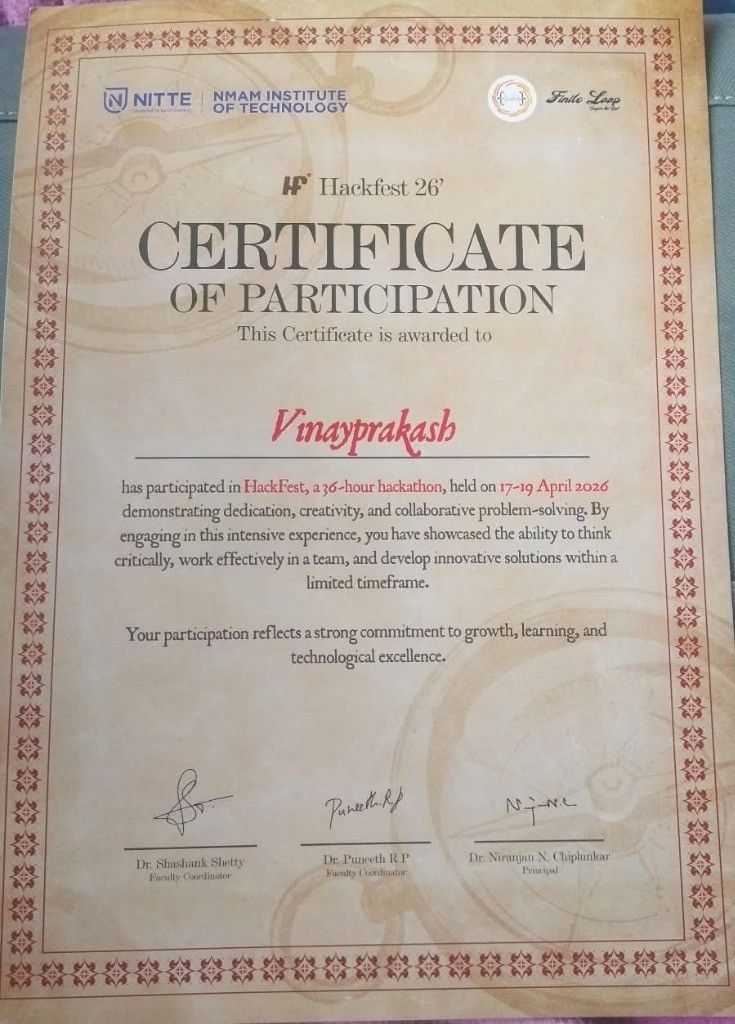 NITTE
NMAM INSTITUTE
OF TECHNOLOGY
Finite Loop
HF Hackfest 26'
CERTIFICATE
OF PARTICIPATION
This Certificate is awarded to
Vinayprakash
has participated in HackFest, a 36-hour hackathon, held on 17-19 April 2026
demonstrating dedication, creativity, and collaborative problem-solving. By
engaging in this intensive experience, you have showcased the ability to think
critically, work effectively in a team, and develop innovative solutions within a
limited timeframe.
Your participation reflects a strong commitment to growth, learning, and
technological excellence.
Puneeth.R.P
Dr. Shashank Shetty
Faculty Coordinator
Dr. Puneeth R P
Faculty Coordinator
Dr. Niranjan N. Chiplunkar
Principal